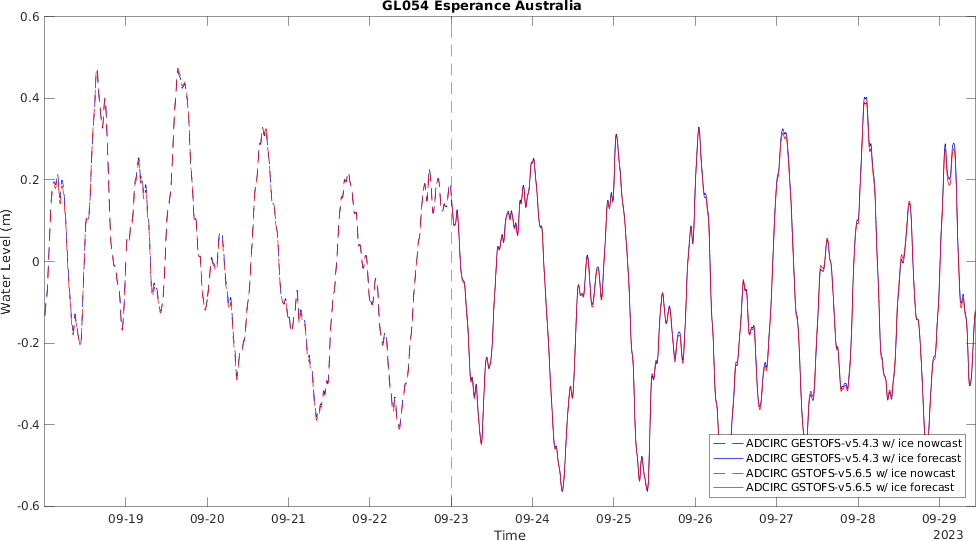 GL054 Esperance Australia
0.6
0.4
0.2
0
-0.2
-0.4
-0.6
Water Level (m)
ADCIRC GESTOFS-v5.4.3 w/ ice nowcast
ADCIRC GESTOFS-v5.4.3 w/ ice forecast
ADCIRC GSTOFS-v5.6.5 w/ ice nowcast
ADCIRC GSTOFS-v5.6.5 w/ ice forecast
09-19 09-20 09-21 09-22 09-23 09-24 09-25 09-26 09-27 09-28 09-29
Time
2023